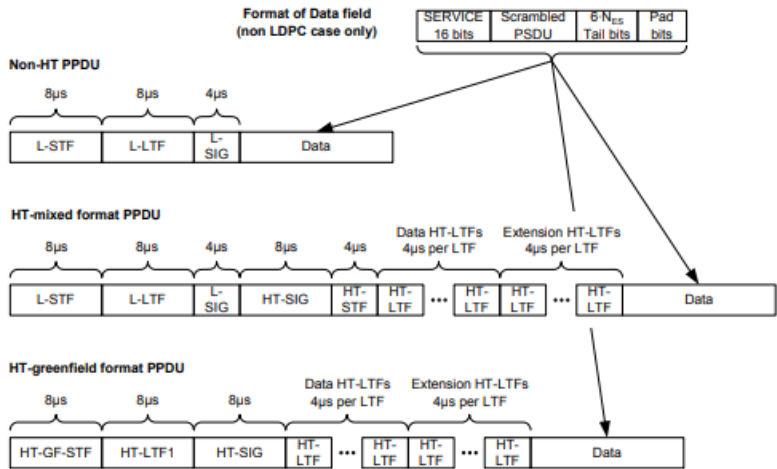 Format of Data field
(non LDPC case only)
SERVICE
16 bits
Scrambled
PSDU
6·N_ES
Tail bits
Pad
bits
Non-HT PPDU
8µs
8µs
4µs
L-STF
L-LTF
L-
SIG
Data
HT-mixed format PPDU
Data HT-LTFs
4µs per LTF
Extension HT-LTFs
4µs per LTF
8µs
8µs
4µs
8µs
4µs
L-STF
L-LTF
L-
SIG
HT-SIG
HT-
STF
HT-
LTF
•••
HT-
LTF
HT-
LTF
•••
HT-
LTF
Data
HT-greenfield format PPDU
Data HT-LTFs
4µs per LTF
Extension HT-LTFs
4µs per LTF
8µs
8µs
8µs
HT-GF-STF
HT-LTF1
HT-SIG
HT-
LTF
•••
HT-
LTF
HT-
LTF
•••
HT-
LTF
Data